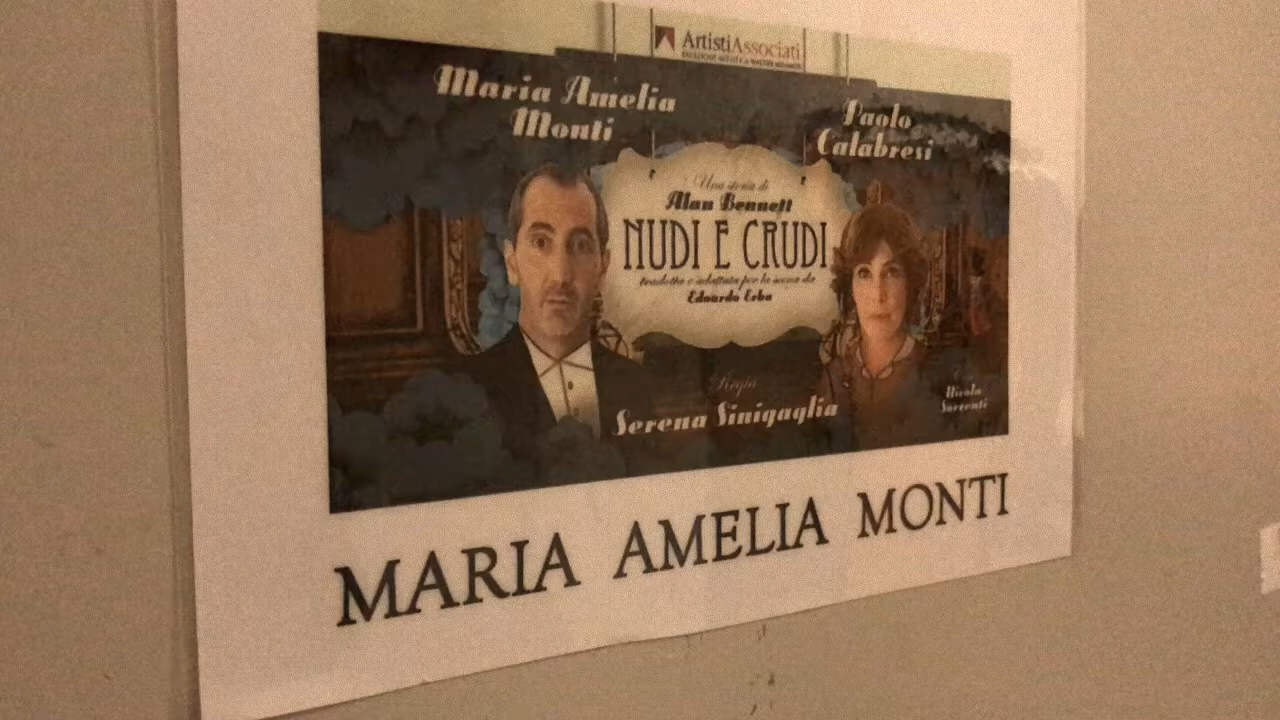 ArtistiAssociati
Maria Amelia
Monti
Paolo
Calabresi
Una storia di
Alan Bennett
NUDI E CRUDI
tradotta e adattata per la scena da
Edoardo Erba
Regia
Serena Sinigaglia
Nicola
MARIA AMELIA MONTI